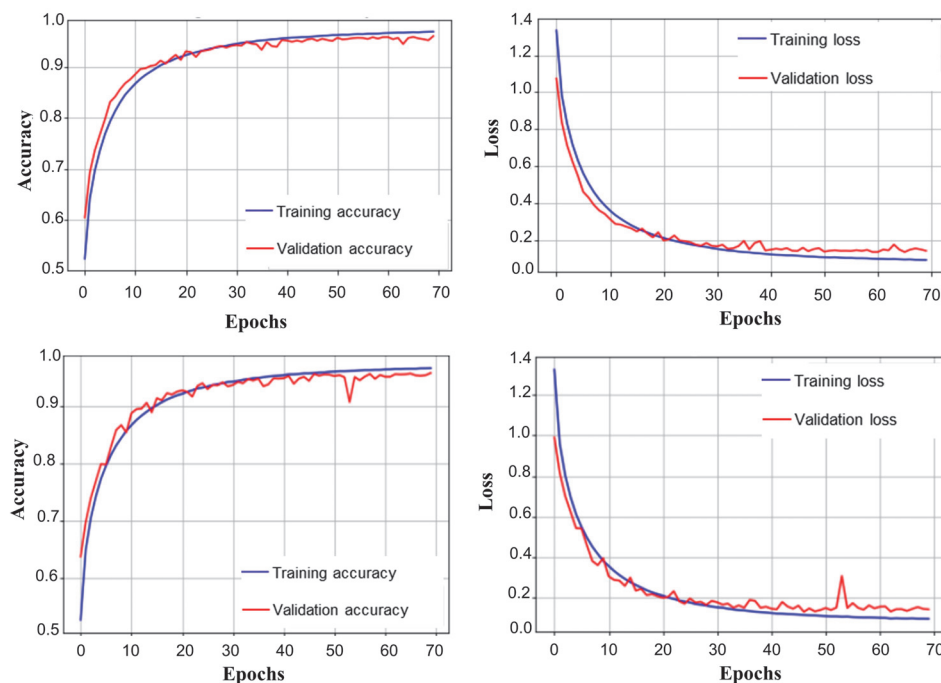 1.0
0.9
0.8
0.7
0.6
0.5
Accuracy
Training accuracy
Validation accuracy
0 10 20 30 40 50 60 70
Epochs
1.4
1.2
1.0
0.8
0.6
0.4
0.2
0.0
Loss
Training loss
Validation loss
0 10 20 30 40 50 60 70
Epochs
1.0
0.9
0.8
0.7
0.6
0.5
Accuracy
Training accuracy
Validation accuracy
0 10 20 30 40 50 60 70
Epochs
1.4
1.2
1.0
0.8
0.6
0.4
0.2
0.0
Loss
Training loss
Validation loss
0 10 20 30 40 50 60 70
Epochs